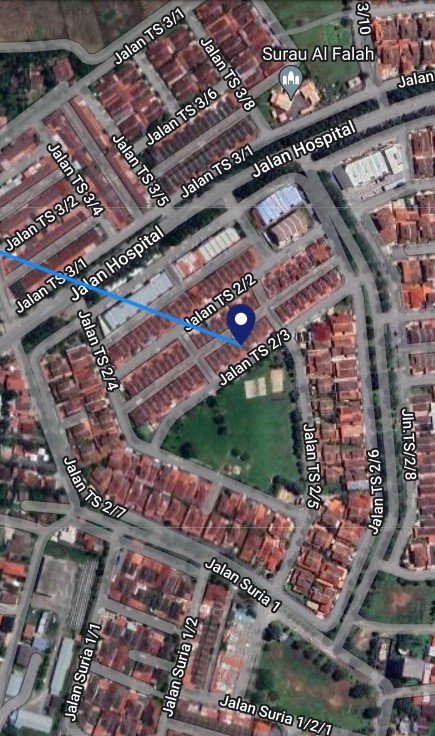 Jalan TS 3/1
3/10
Jalan TS 3/8
Surau Al Falah
Jalan
Jalan TS 3/6
Jalan TS 3/5
Jalan TS 3/1
Jalan Hospital
Jalan TS 3/4
Jalan TS 3/2
Jalan TS 3/1
Jalan Hospital
Jalan TS 2/2
Jalan TS 2/4
Jalan TS 2/3
Jalan TS 2/5
Jalan TS 2/6
Jln TS/2/8
Jalan TS 2/7
Jalan Suria 1
Jalan Suria 1/1
Jalan Suria 1/2
Jalan Suria 1/2/1